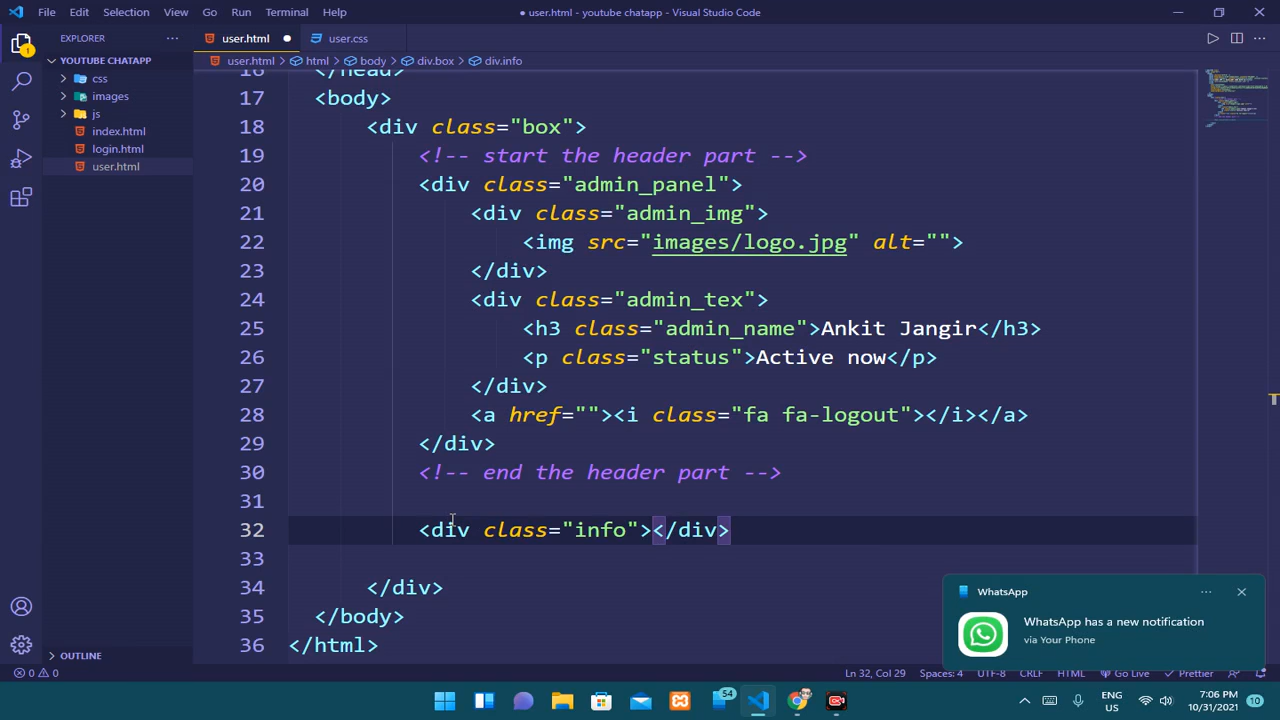 File Edit Selection View Go Run Terminal Help
● user.html - youtube chatapp - Visual Studio Code
EXPLORER ...
user.html ●
user.css
YOUTUBE CHATAPP
css
images
js
index.html
login.html
user.html
OUTLINE
1
user.html > html > body > div.box > div.info
16 </head>
17 <body>
18 <div class="box">
19 <!-- start the header part -->
20 <div class="admin_panel">
21 <div class="admin_img">
22 <img src="images/logo.jpg" alt="">
23 </div>
24 <div class="admin_tex">
25 <h3 class="admin_name">Ankit Jangir</h3>
26 <p class="status">Active now</p>
27 </div>
28 <a href=""><i class="fa fa-logout"></i></a>
29 </div>
30 <!-- end the header part -->
31
32 <div class="info"></div>
33
34 </div>
35 </body>
36 </html>
WhatsApp ...
WhatsApp has a new notification
via Your Phone
0 0
Ln 32, Col 29 Spaces: 4 UTF-8 CRLF HTML Go Live ✓ Prettier
54
ENG
US
7:06 PM
10/31/2021
10